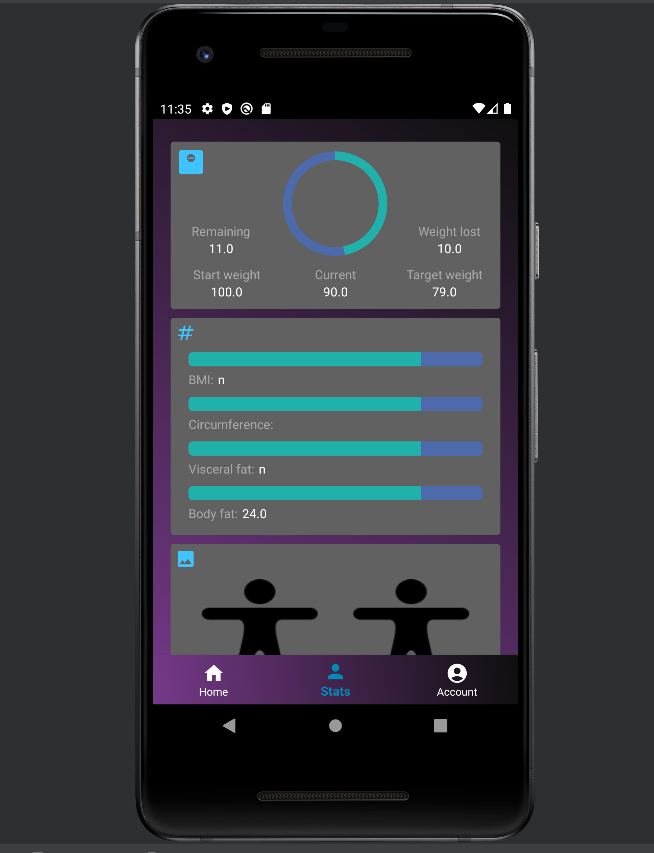 11:35
Remaining
11.0
Weight lost
10.0
Start weight
100.0
Current
90.0
Target weight
79.0
#
BMI: n
Circumference:
Visceral fat: n
Body fat: 24.0
Home
Stats
Account